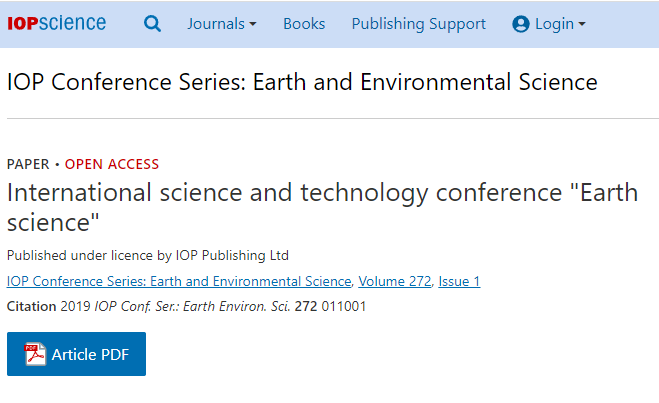 IOPscience Journals Books Publishing Support Login
IOP Conference Series: Earth and Environmental Science
PAPER • OPEN ACCESS
International science and technology conference "Earth
science"
Published under licence by IOP Publishing Ltd
IOP Conference Series: Earth and Environmental Science, Volume 272, Issue 1
Citation 2019 IOP Conf. Ser.: Earth Environ. Sci. 272 011001
PDF Article PDF